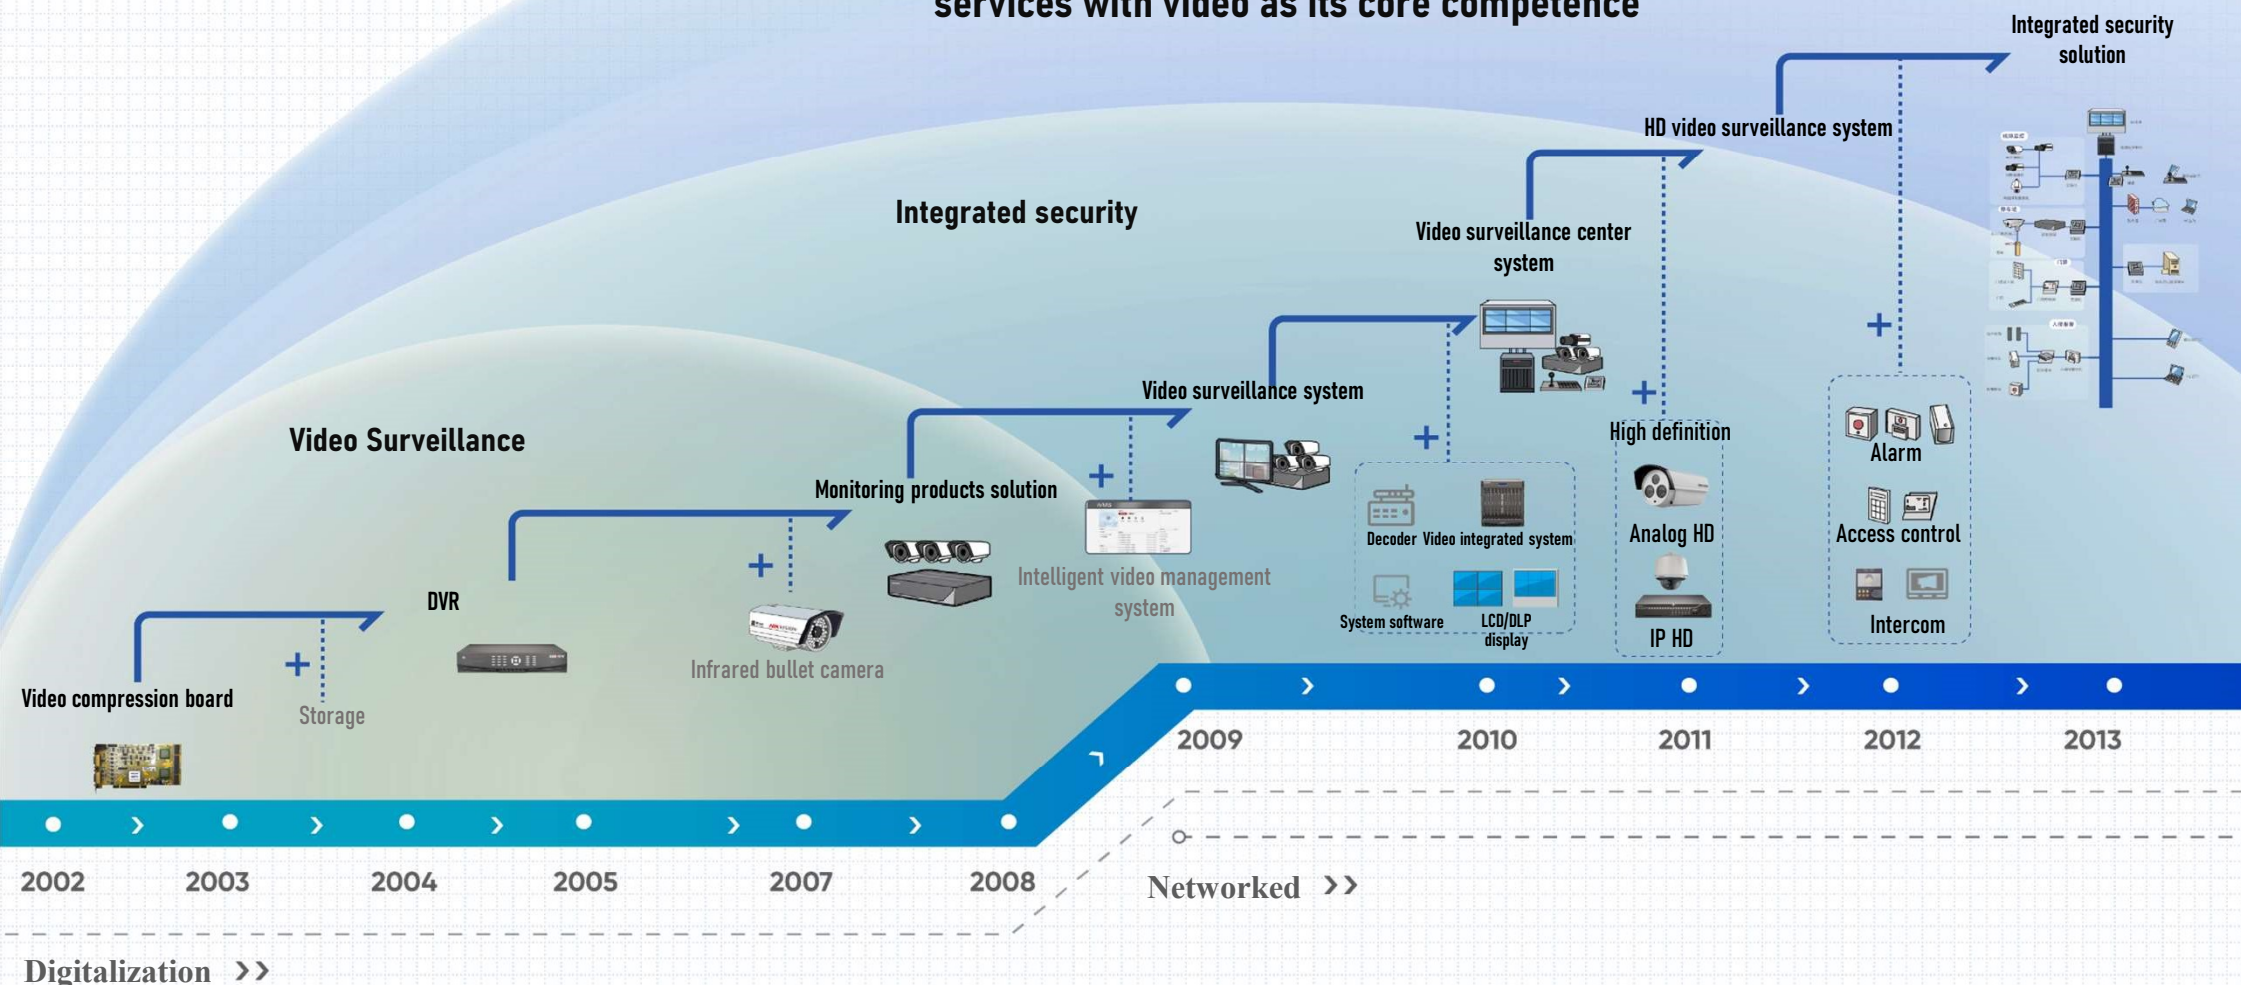 services with video as its core competence
Integrated security
solution
HD video surveillance system
Integrated security
Video surveillance center
system
Video surveillance system
Video Surveillance
High definition
Alarm
Monitoring products solution
Decoder
Video integrated system
Analog HD
Access control
Intelligent video management
system
DVR
System software
LCD/DLP
display
IP HD
Intercom
Infrared bullet camera
Video compression board
Storage
2009
2010
2011
2012
2013
2002
2003
2004
2005
2007
2008
Networked >>
Digitalization >>